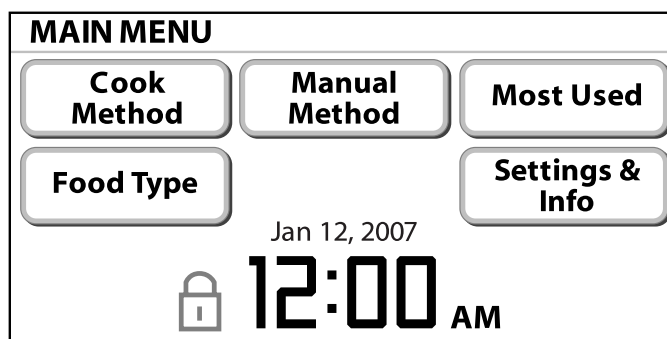 MAIN MENU
Cook
Method
Manual
Method
Most Used
Food Type
Settings &
Info
Jan 12, 2007
12:00 AM